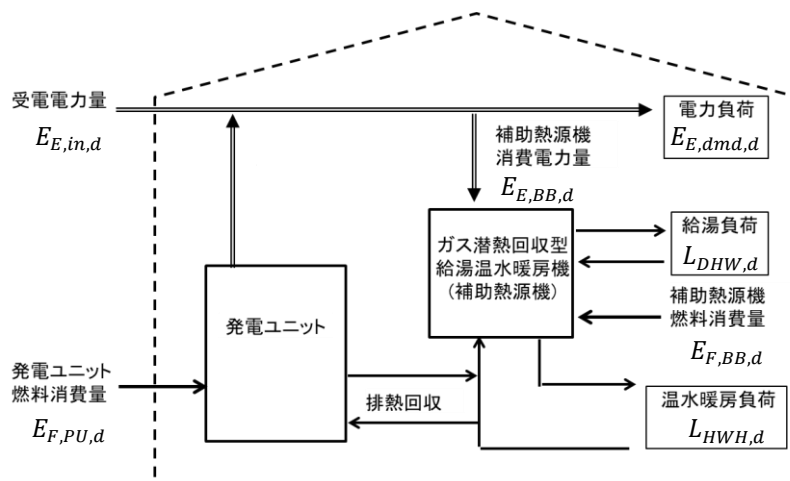 受電電力量
E_{E,in,d}
電力負荷
E_{E,dmd,d}
補助熱源機
消費電力量
E_{E,BB,d}
ガス潜熱回収型
給湯温水暖房機
(補助熱源機)
給湯負荷
L_{DHW,d}
発電ユニット
補助熱源機
燃料消費量
E_{F,BB,d}
発電ユニット
燃料消費量
E_{F,PU,d}
排熱回収
温水暖房負荷
L_{HWH,d}